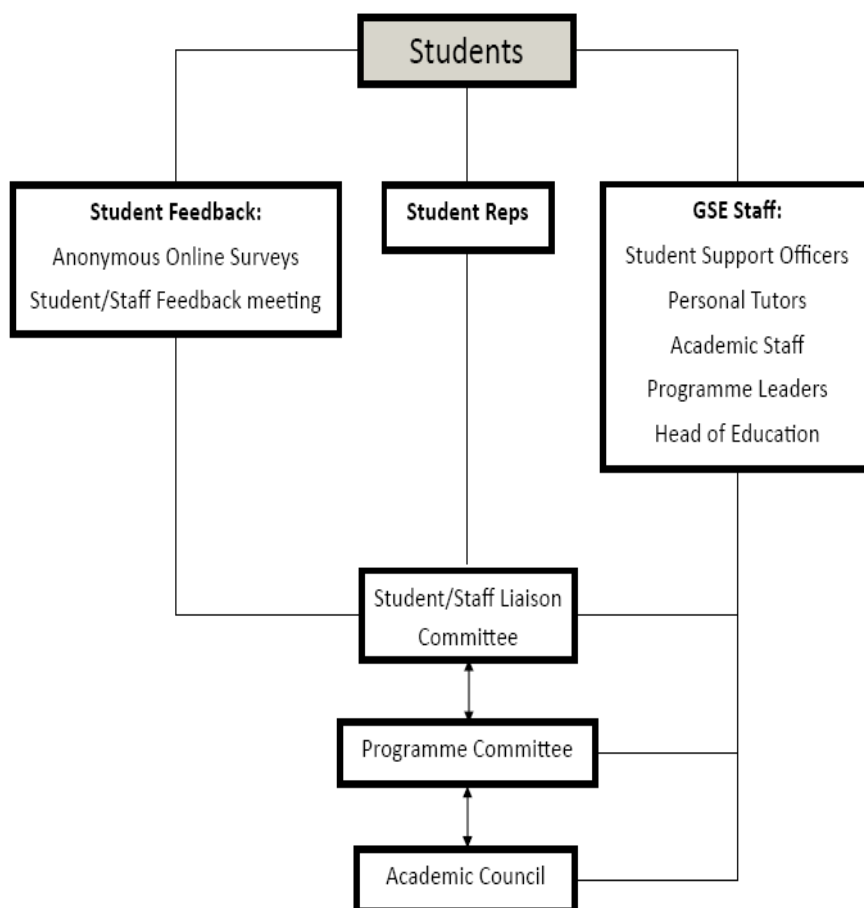 Students
Student Feedback:
Anonymous Online Surveys
Student/Staff Feedback meeting
Student Reps
GSE Staff:
Student Support Officers
Personal Tutors
Academic Staff
Programme Leaders
Head of Education
Student/Staff Liaison
Committee
Programme Committee
Academic Council